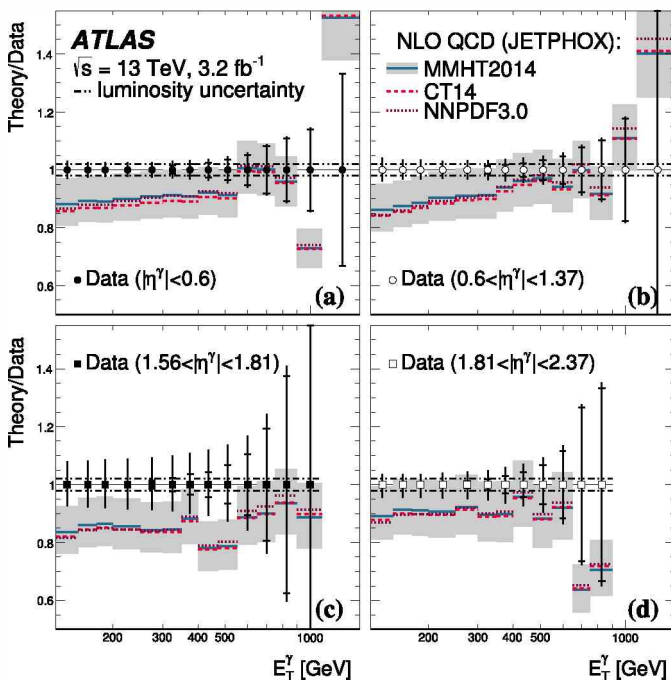 Theory/Data
1.4
1.2
1
0.8
0.6
ATLAS
√s = 13 TeV, 3.2 fb⁻¹
luminosity uncertainty
Data (|η^γ|<0.6)
(a)
NLO QCD (JETPHOX):
MMHT2014
CT14
NNPDF3.0
Data (0.6<|η^γ|<1.37)
(b)
Theory/Data
1.4
1.2
1
0.8
0.6
Data (1.56<|η^γ|<1.81)
(c)
Data (1.81<|η^γ|<2.37)
(d)
200 300 400 500 1000
200 300 400 500 1000
E_T^γ [GeV]
E_T^γ [GeV]